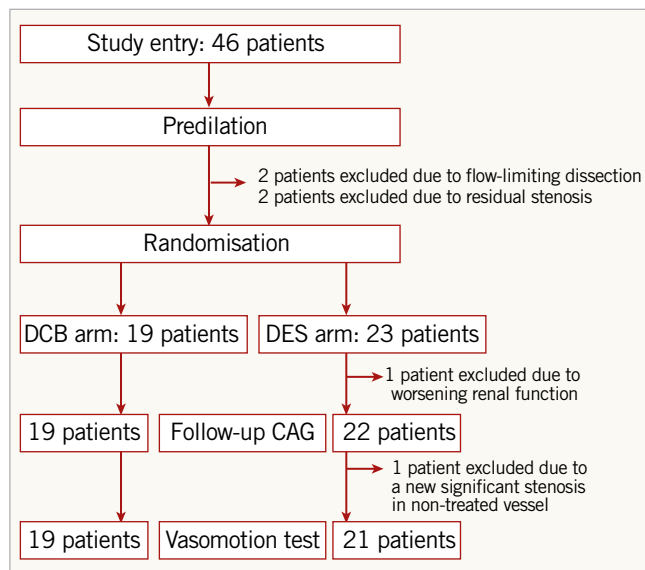 Study entry: 46 patients
Predilation
2 patients excluded due to flow-limiting dissection
2 patients excluded due to residual stenosis
Randomisation
DCB arm: 19 patients
DES arm: 23 patients
1 patient excluded due to
worsening renal function
19 patients
Follow-up CAG
22 patients
1 patient excluded due to
a new significant stenosis
in non-treated vessel
19 patients
Vasomotion test
21 patients